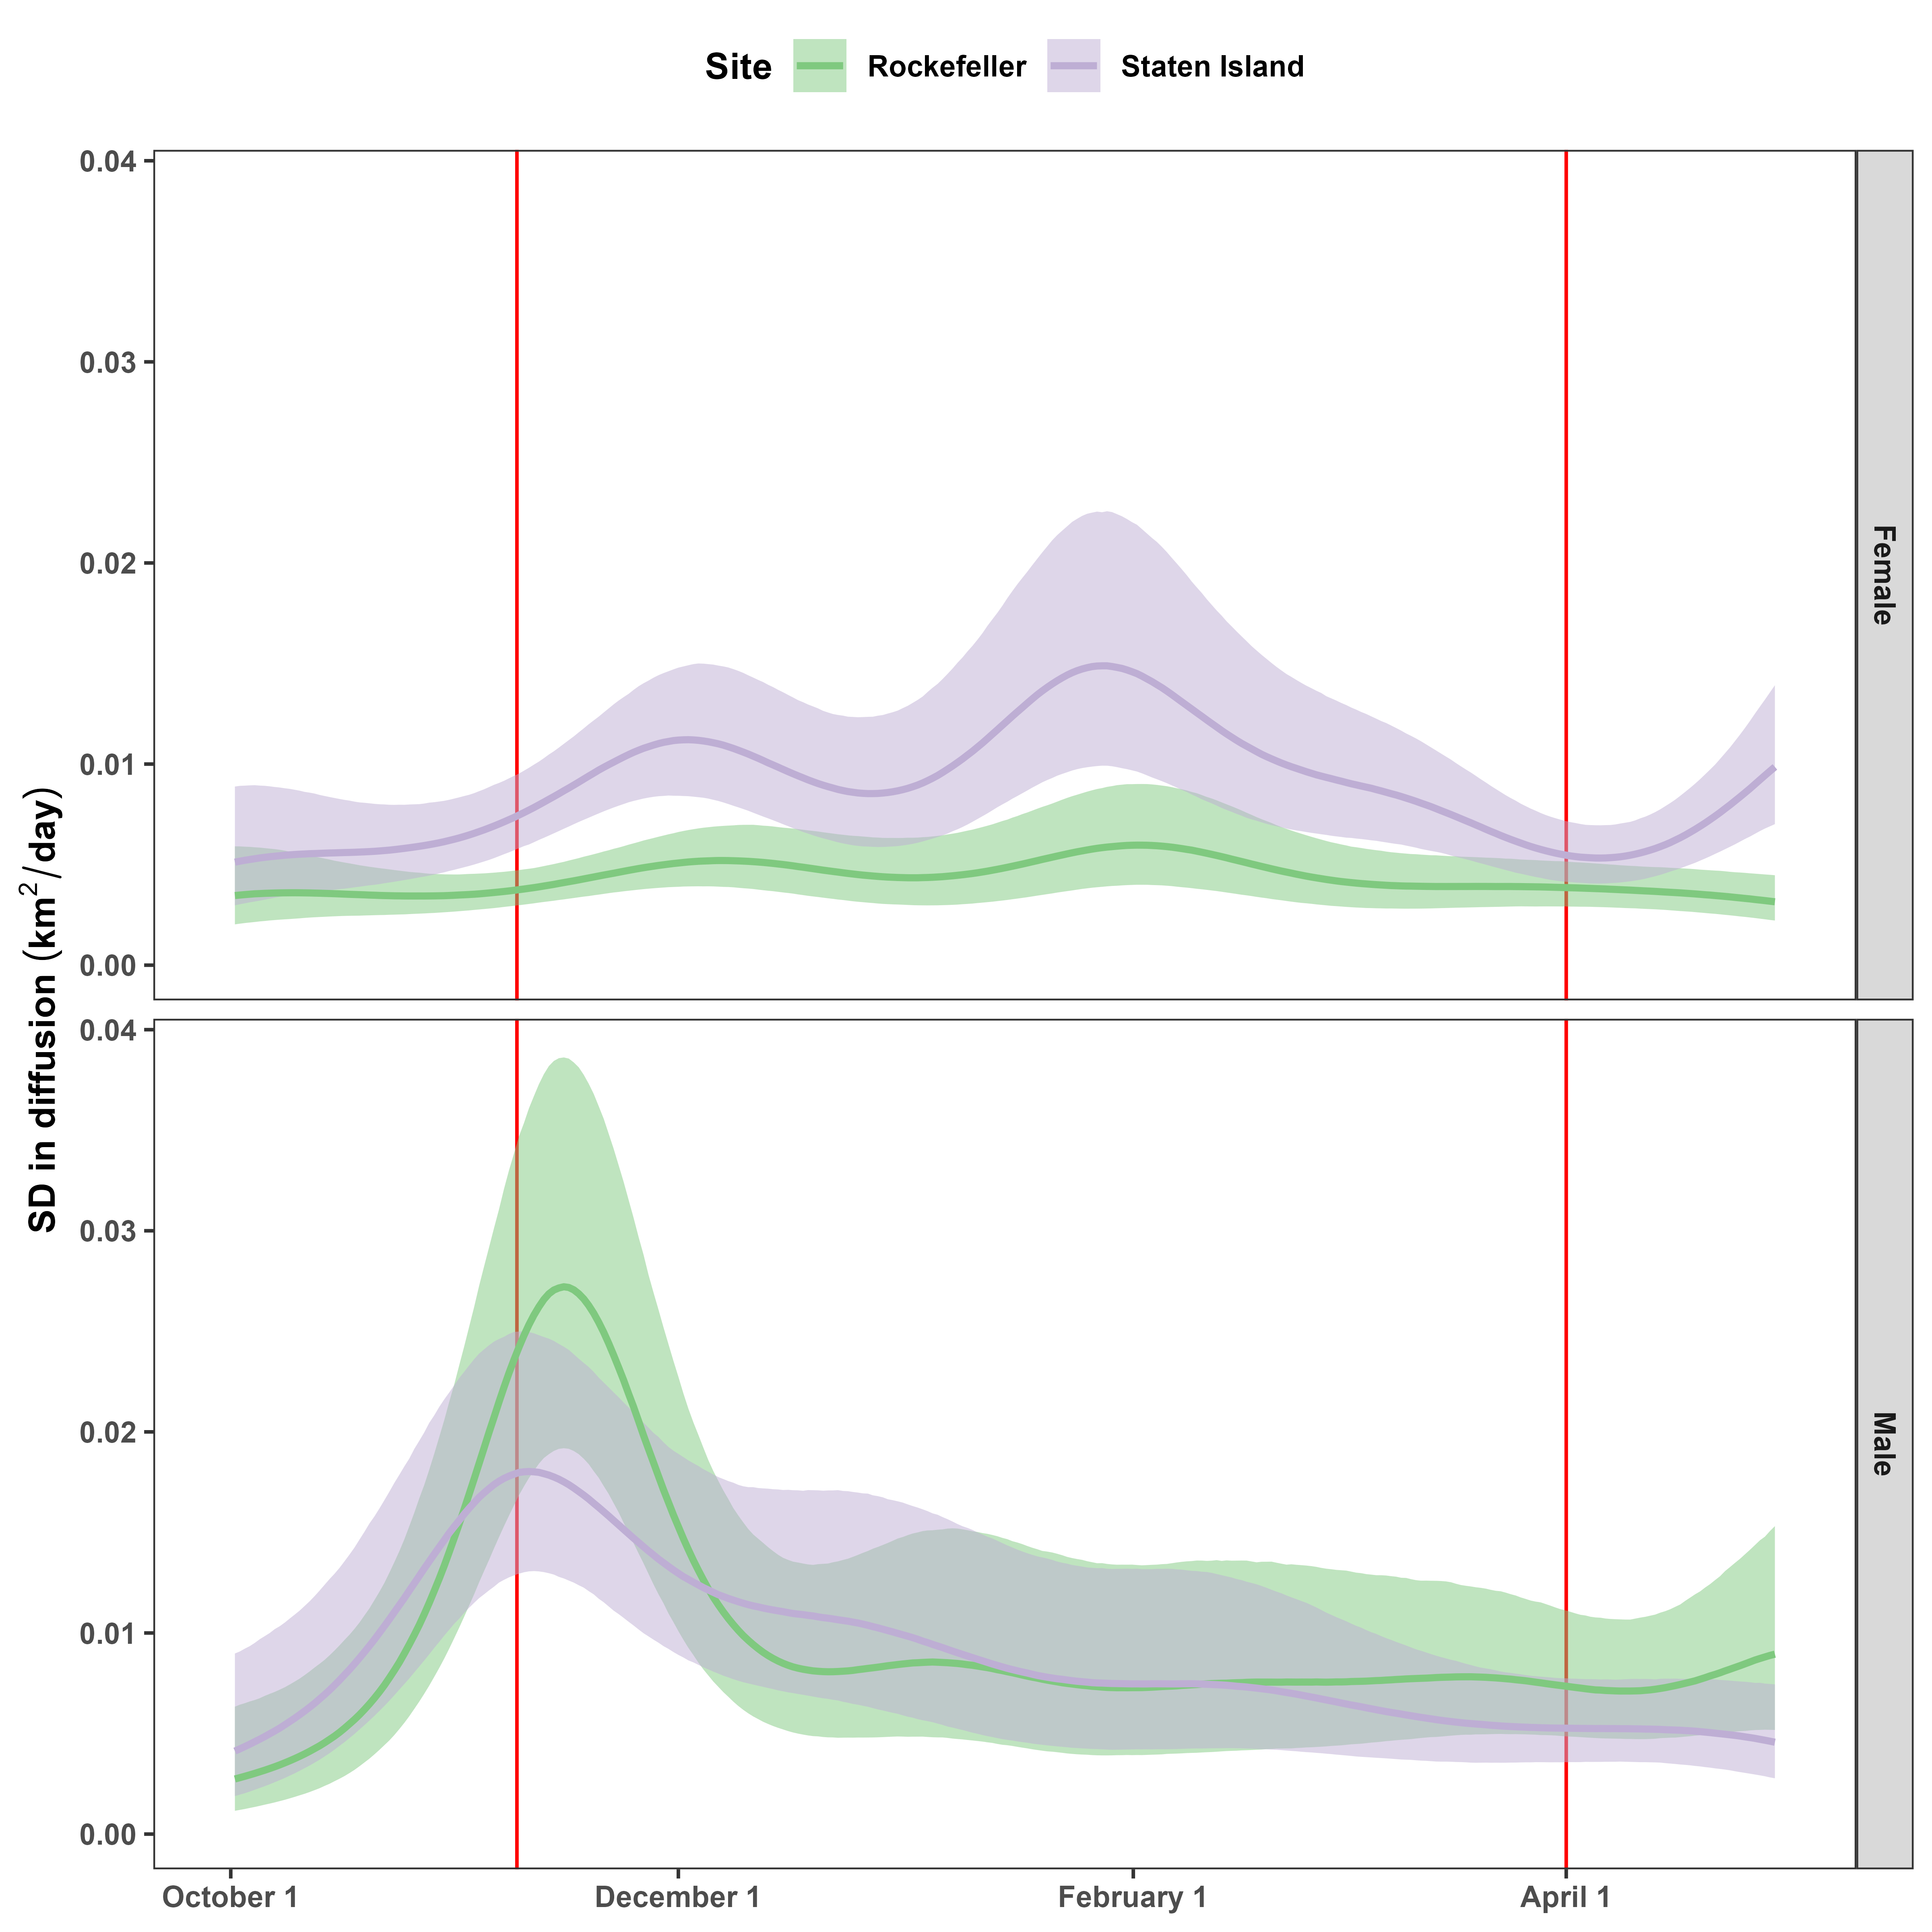 Site Rockefeller Staten Island
SD in diffusion (km²/day)
0.04
0.03
0.02
0.01
0.00
Female
0.04
0.03
0.02
0.01
0.00
Male
October 1 December 1 February 1 April 1